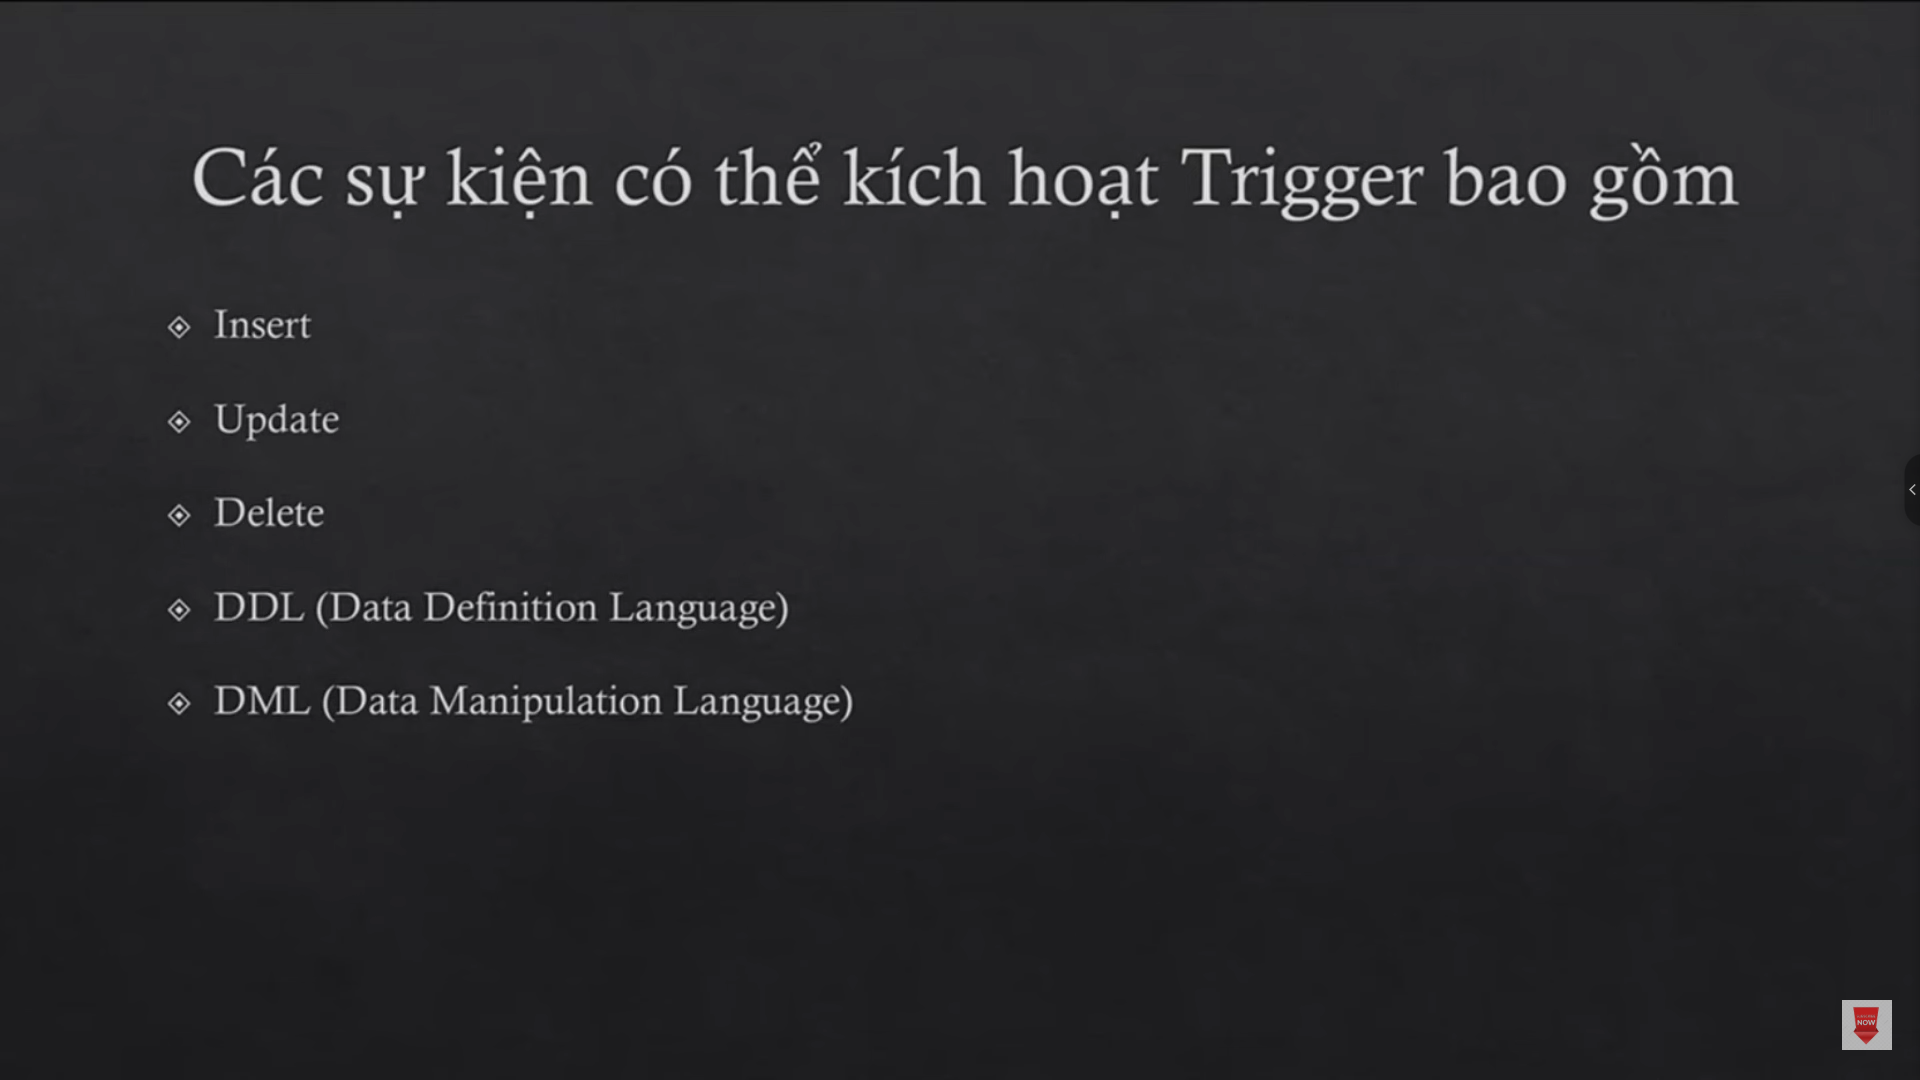 Các sự kiện có thể kích hoạt Trigger bao gồm
Insert
Update
Delete
DDL (Data Definition Language)
DML (Data Manipulation Language)
NOW